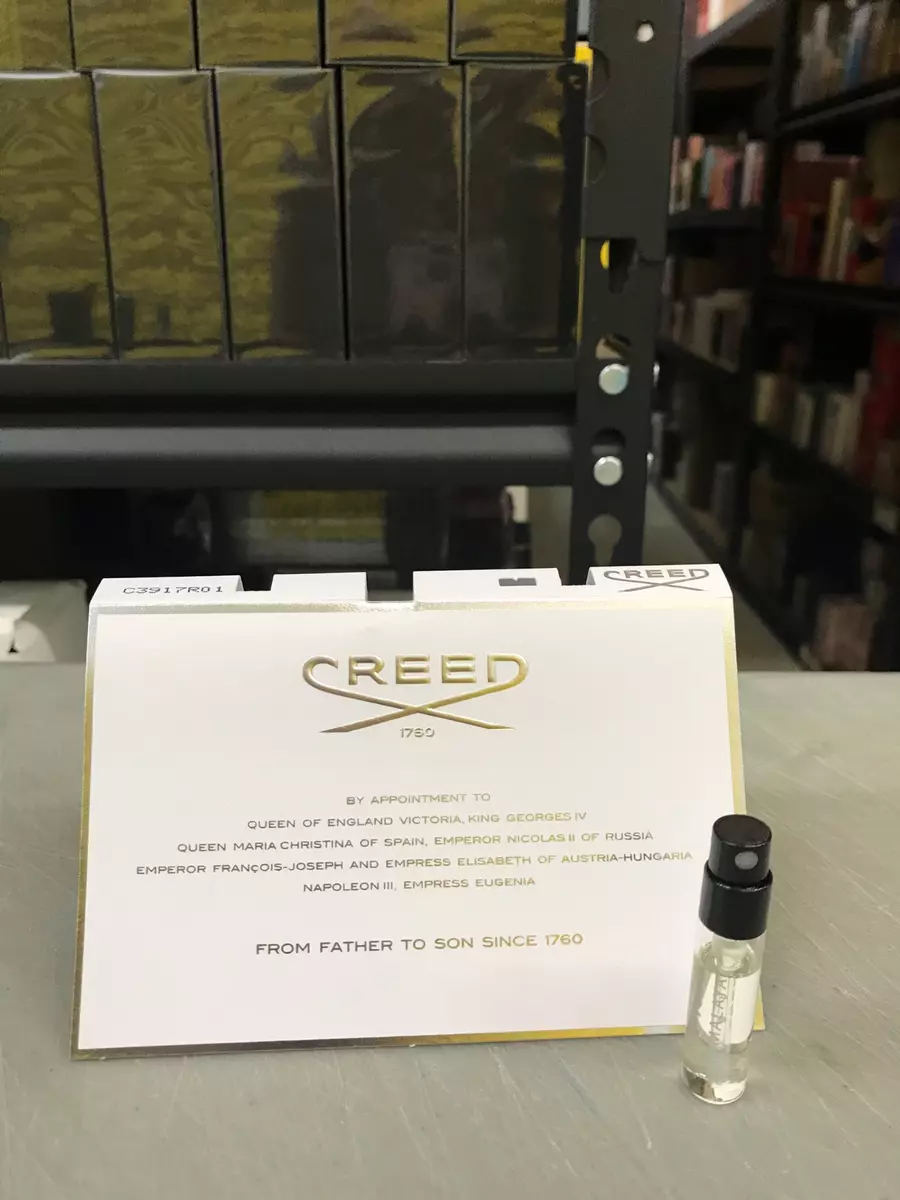 C3917R01
CREED
CREED
1760
BY APPOINTMENT TO
QUEEN OF ENGLAND VICTORIA, KING GEORGES IV
QUEEN MARIA CHRISTINA OF SPAIN, EMPEROR NICOLAS II OF RUSSIA
EMPEROR FRANÇOIS-JOSEPH AND EMPRESS ELISABETH OF AUSTRIA-HUNGARIA
NAPOLEON III, EMPRESS EUGENIA
FROM FATHER TO SON SINCE 1760